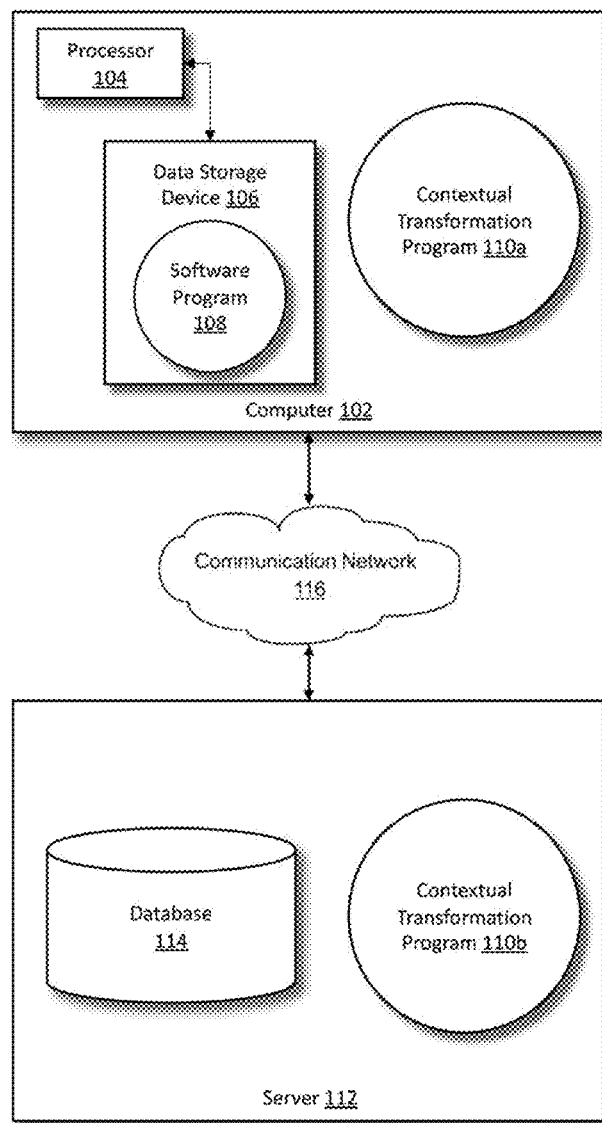 Processor
104
Data Storage
Device 106
Software
Program
108
Contextual
Transformation
Program 110a
Computer 102
Communication Network
116
Database
114
Contextual
Transformation
Program 110b
Server 112